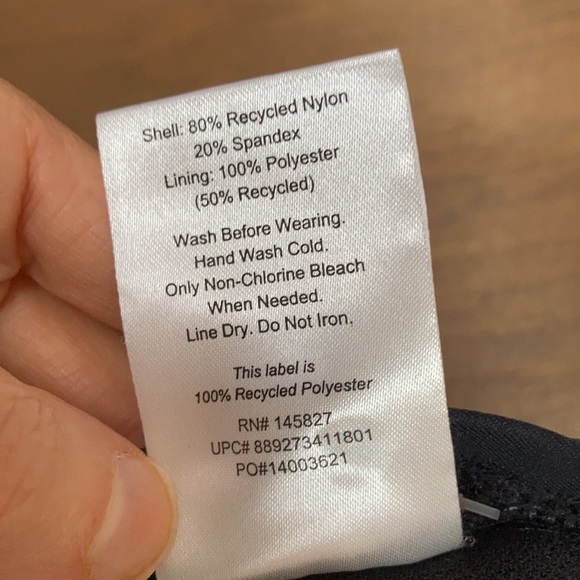 Shell: 80% Recycled Nylon
20% Spandex
Lining: 100% Polyester
(50% Recycled)
Wash Before Wearing.
Hand Wash Cold.
Only Non-Chlorine Bleach
When Needed.
Line Dry. Do Not Iron.
This label is
100% Recycled Polyester
RN# 145827
UPC# 889273411801
PO#14003621